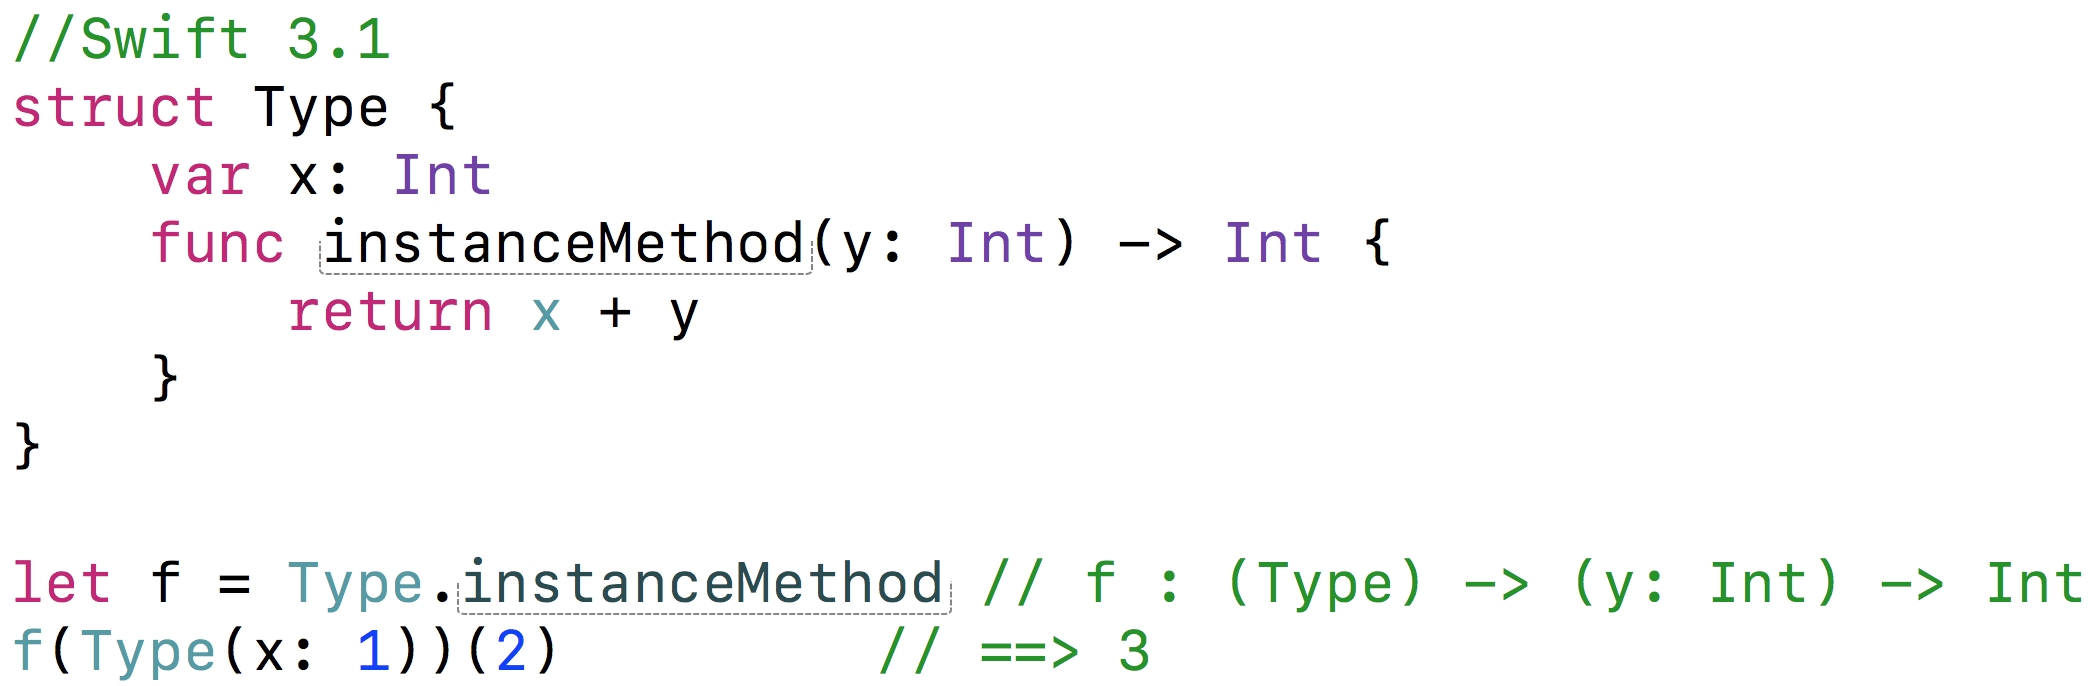 //Swift 3.1
struct Type {
    var x: Int
    func instanceMethod(y: Int) -> Int {
        return x + y
    }
}

let f = Type.instanceMethod // f : (Type) -> (y: Int) -> Int
f(Type(x: 1))(2)         // ==> 3